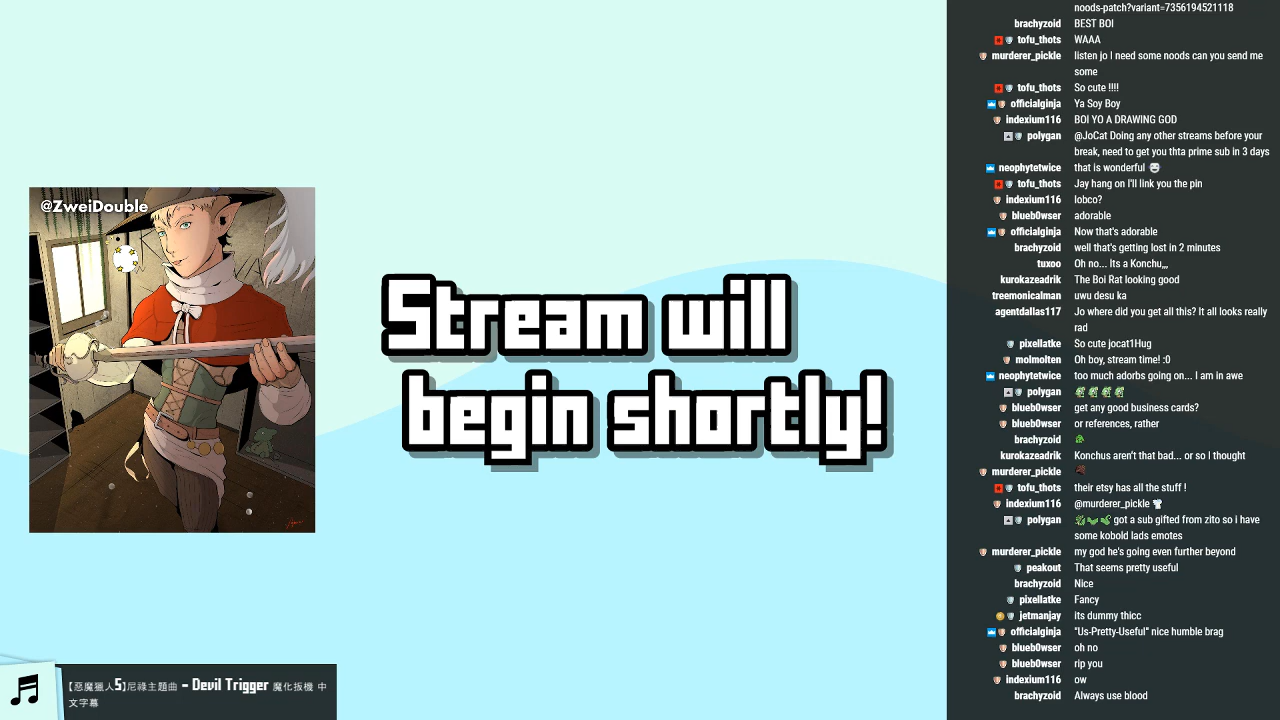 @ZweiDouble
Stream will
begin shortly!
【惡魔獵人5】尼祿主題曲 - Devil Trigger 魔化扳機 中
文字幕
noods-patch?variant=7356194521118
brachyzoid BEST BOI
tofu_thots WAAA
murderer_pickle listen jo I need some noods can you send me
some
tofu_thots So cute !!!!
officialginja Ya Soy Boy
indexium116 BOI YO A DRAWING GOD
polygan @JoCat Doing any other streams before your
break, need to get you thta prime sub in 3 days
neophytetwice that is wonderful
tofu_thots Jay hang on I'll link you the pin
indexium116 lobco?
blueb0wser adorable
officialginja Now that's adorable
brachyzoid well that's getting lost in 2 minutes
tuxoo Oh no... Its a Konchu,,,
kurokazeadrik The Boi Rat looking good
treemonicalman uwu desu ka
agentdallas117 Jo where did you get all this? It all looks really
rad
pixellatke So cute jocat1Hug
molmolten Oh boy, stream time! :0
neophytetwice too much adorbs going on... I am in awe
polygan
blueb0wser get any good business cards?
blueb0wser or references, rather
brachyzoid
kurokazeadrik Konchus aren't that bad... or so I thought
murderer_pickle
tofu_thots their etsy has all the stuff !
indexium116 @murderer_pickle
polygan got a sub gifted from zito so i have
some kobold lads emotes
murderer_pickle my god he's going even further beyond
peakout That seems pretty useful
brachyzoid Nice
pixellatke Fancy
jetmanjay its dummy thicc
officialginja "Us-Pretty-Useful" nice humble brag
blueb0wser oh no
blueb0wser rip you
indexium116 ow
brachyzoid Always use blood